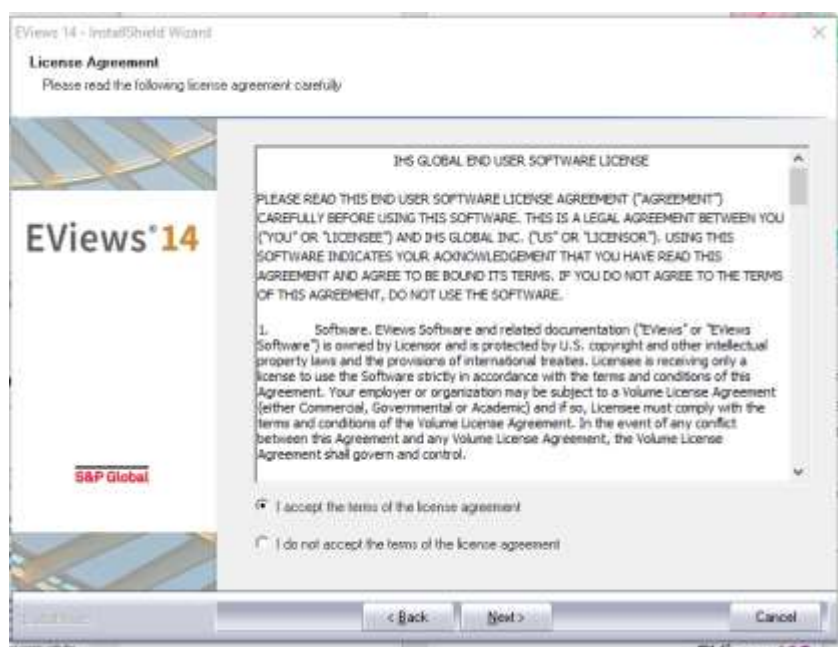 EViews 14 - InstallShield Wizard
License Agreement
Please read the following license agreement carefully
EViews®14
S&P Global
IHS GLOBAL END USER SOFTWARE LICENSE
PLEASE READ THIS END USER SOFTWARE LICENSE AGREEMENT ("AGREEMENT")
CAREFULLY BEFORE USING THIS SOFTWARE. THIS IS A LEGAL AGREEMENT BETWEEN YOU
("YOU" OR "LICENSEE") AND IHS GLOBAL INC. ("US" OR "LICENSOR"). USING THIS
SOFTWARE INDICATES YOUR ACKNOWLEDGEMENT THAT YOU HAVE READ THIS
AGREEMENT AND AGREE TO BE BOUND ITS TERMS. IF YOU DO NOT AGREE TO THE TERMS
OF THIS AGREEMENT, DO NOT USE THE SOFTWARE.
1. Software. EViews Software and related documentation ("EViews" or "EViews
Software") is owned by Licensor and is protected by U.S. copyright and other intellectual
property laws and the provisions of international treaties. Licensee is receiving only a
license to use the Software strictly in accordance with the terms and conditions of this
Agreement. Your employer or organization may be subject to a Volume License Agreement
(either Commercial, Governmental or Academic) and if so, Licensee must comply with the
terms and conditions of the Volume License Agreement. In the event of any conflict
between this Agreement and any Volume License Agreement, the Volume License
Agreement shall govern and control.
I accept the terms of the license agreement
I do not accept the terms of the license agreement
< Back
Next >
Cancel